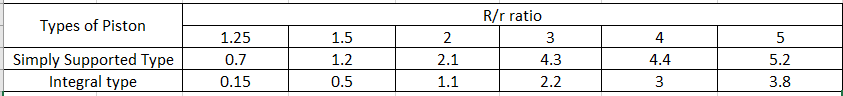 Types of Piston R/r ratio
1.25 1.5 2 3 4 5
Simply Supported Type 0.7 1.2 2.1 4.3 4.4 5.2
Integral type 0.15 0.5 1.1 2.2 3 3.8